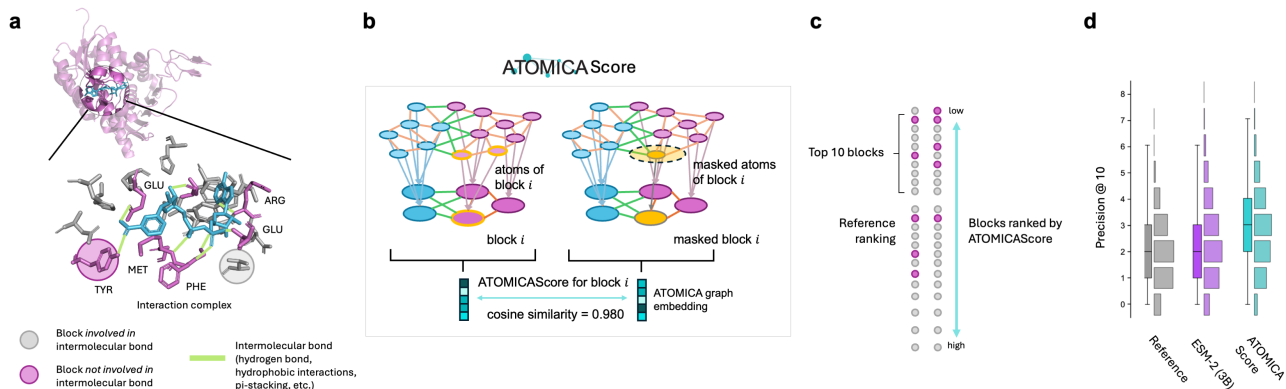 a
GLU
ARG
GLU
MET
TYR
PHE
Interaction complex
Block involved in
intermolecular bond
Block not involved in
intermolecular bond
Intermolecular bond
(hydrogen bond,
hydrophobic interactions,
pi-stacking, etc.)
b
ATOMICA Score
atoms of
block i
masked atoms
of block i
block i
masked block i
ATOMICAScore for block i
cosine similarity = 0.980
ATOMICA graph
embedding
c
low
Top 10 blocks
Reference
ranking
Blocks ranked by
ATOMICAScore
high
d
Precision @ 10
8
7
6
5
4
3
2
1
0
Reference
ESM-2 (3B)
ATOMICA
Score